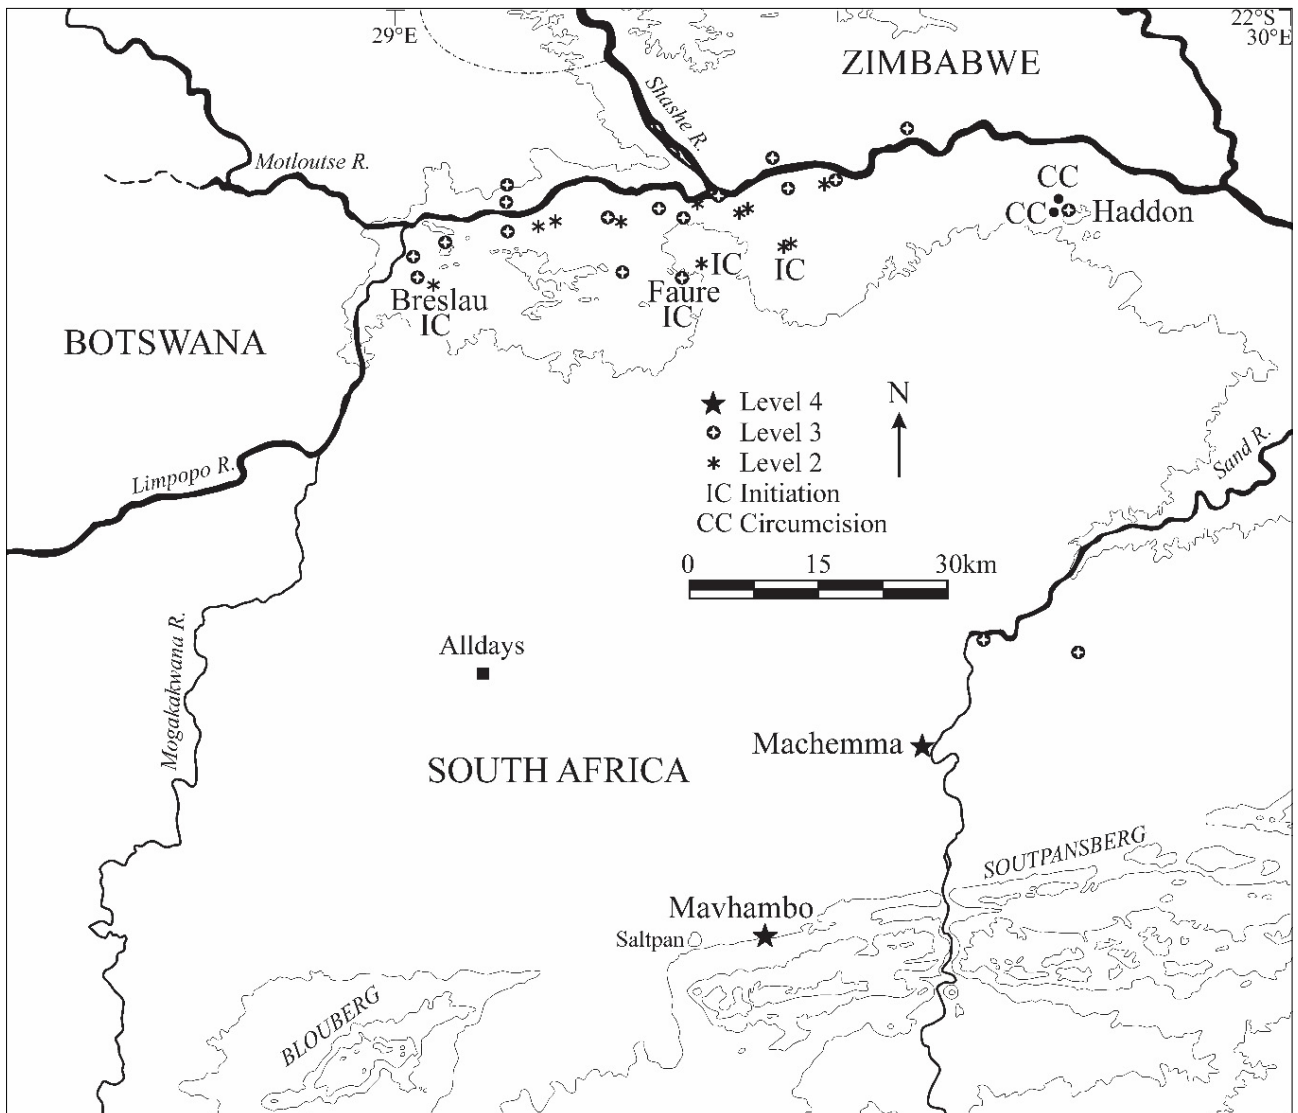 29°E
22°S
30°E
ZIMBABWE
Shashe R.
Motloutse R.
CC
CC
Haddon
IC
IC
Breslau
IC
Faure
IC
BOTSWANA
Level 4
Level 3
Level 2
IC Initiation
CC Circumcision
N
Limpopo R.
Sand R.
0 15 30km
Mogakakwana R.
Alldays
Machemma
SOUTH AFRICA
SOUTPANSBERG
Mavhambo
Saltpan
BLOUBERG